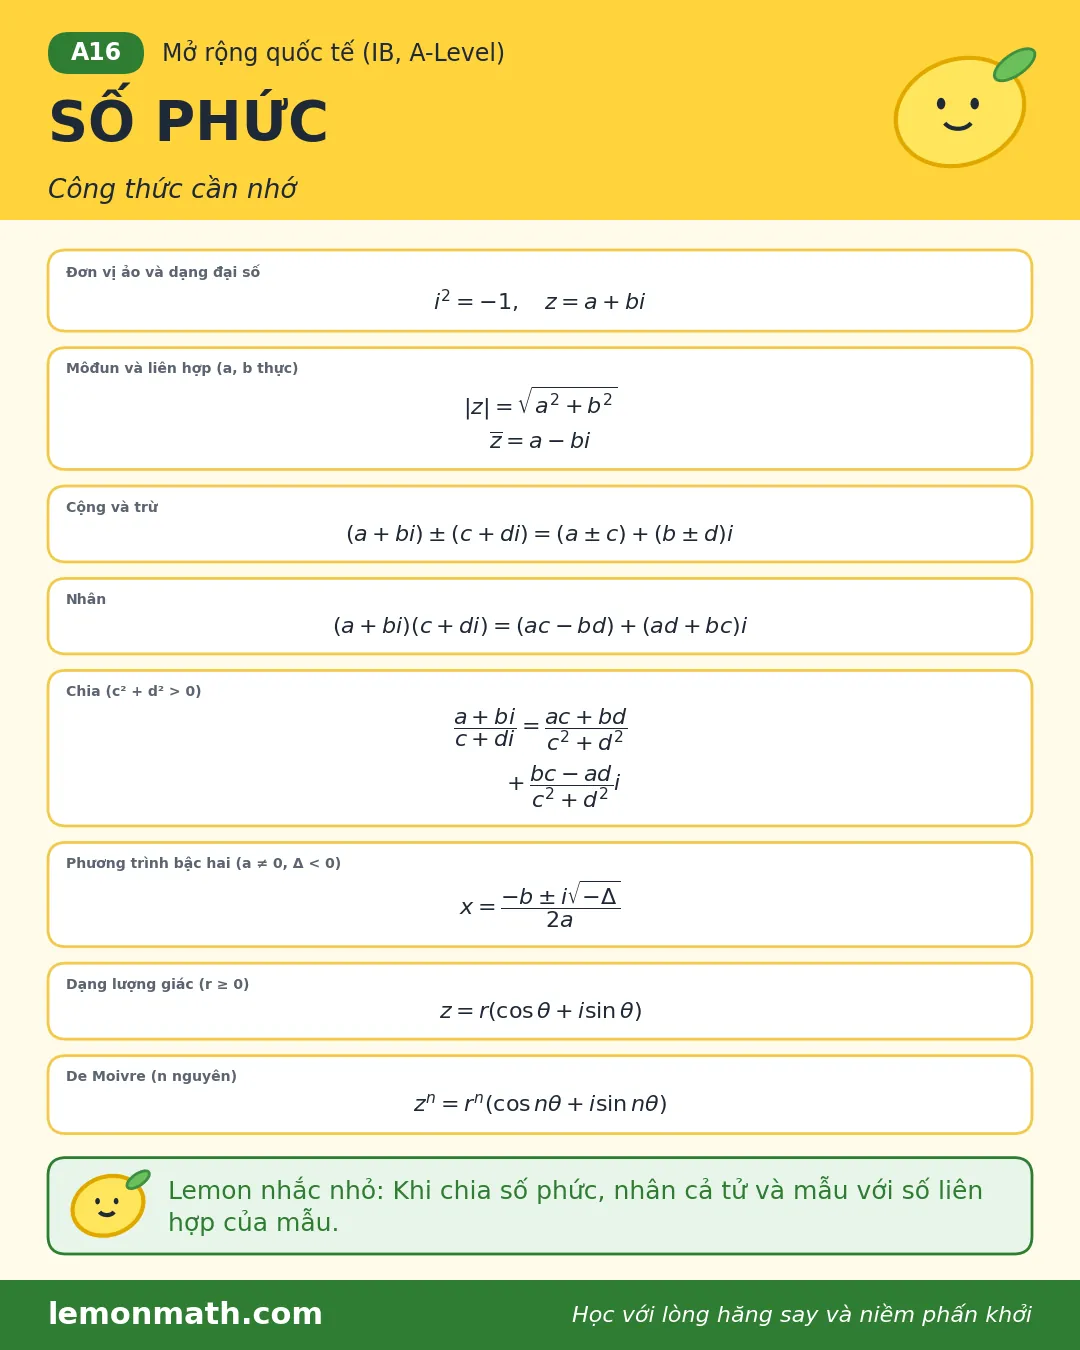 A16 Mở rộng quốc tế (IB, A-Level)
SỐ PHỨC
Công thức cần nhớ
Đơn vị ảo và dạng đại số
i² = −1, z = a + bi
Môđun và liên hợp (a, b thực)
|z| = √(a² + b²)
z̅ = a − bi
Cộng và trừ
(a + bi) ± (c + di) = (a ± c) + (b ± d)i
Nhân
(a + bi)(c + di) = (ac − bd) + (ad + bc)i
Chia (c² + d² > 0)
(a + bi)/(c + di) = (ac + bd)/(c² + d²)
+ (bc − ad)/(c² + d²) i
Phương trình bậc hai (a ≠ 0, Δ < 0)
x = (−b ± i√(−Δ))/(2a)
Dạng lượng giác (r ≥ 0)
z = r(cos θ + i sin θ)
De Moivre (n nguyên)
zⁿ = rⁿ(cos nθ + i sin nθ)
Lemon nhắc nhỏ: Khi chia số phức, nhân cả tử và mẫu với số liên
hợp của mẫu.
lemonmath.com Học với lòng hăng say và niềm phấn khởi